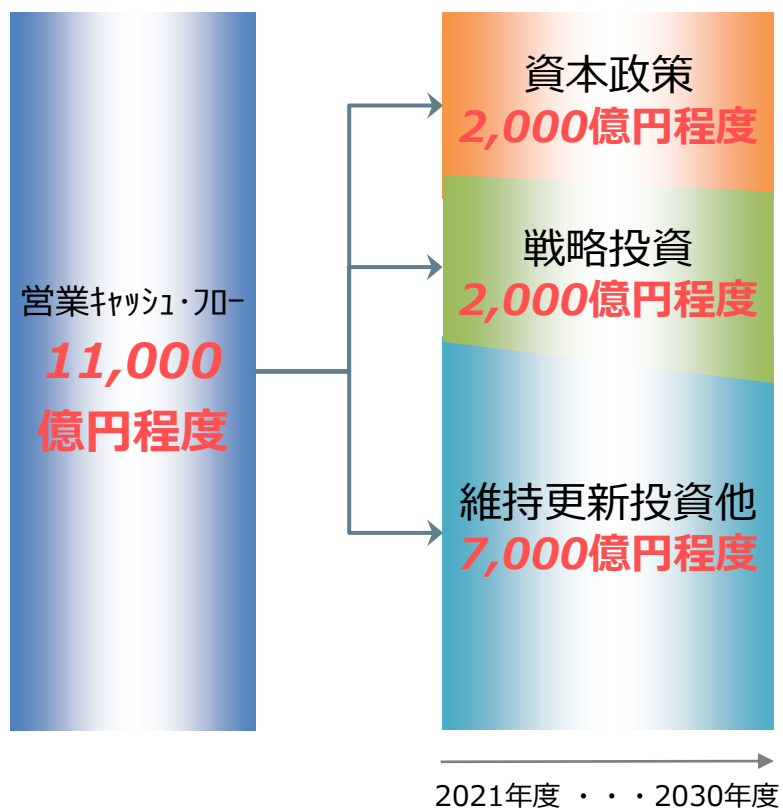 営業ｷｬｯｼｭ･ﾌﾛｰ
11,000
億円程度
資本政策
2,000億円程度
戦略投資
2,000億円程度
維持更新投資他
7,000億円程度
2021年度 ・・・2030年度